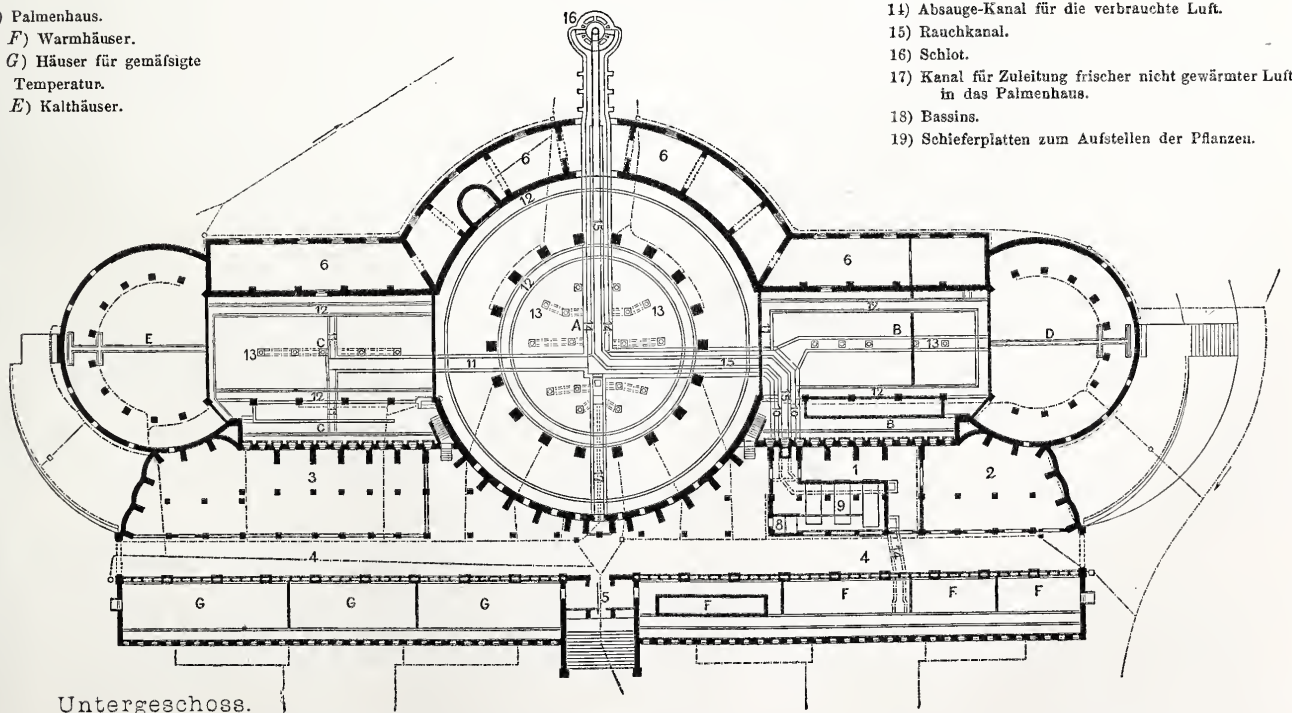 ) Palmenhaus.
F) Warmhäuser.
G) Häuser für gemäſsigte
Temperatur.
E) Kalthäuser.
14) Absauge-Kanal für die verbrauchte Luft.
15) Rauchkanal.
16) Schlot.
17) Kanal für Zuleitung frischer nicht gewärmter Luft
in das Palmenhaus.
18) Bassins.
19) Schieferplatten zum Aufstellen der Pflanzen.
16
6 6
12
15
6 6
12
13 A 13
12 12
E C B D
13 13
11 15
12
C B
3 1 2
9
8
4 4
5
G G G F F F F
Untergeschoss.